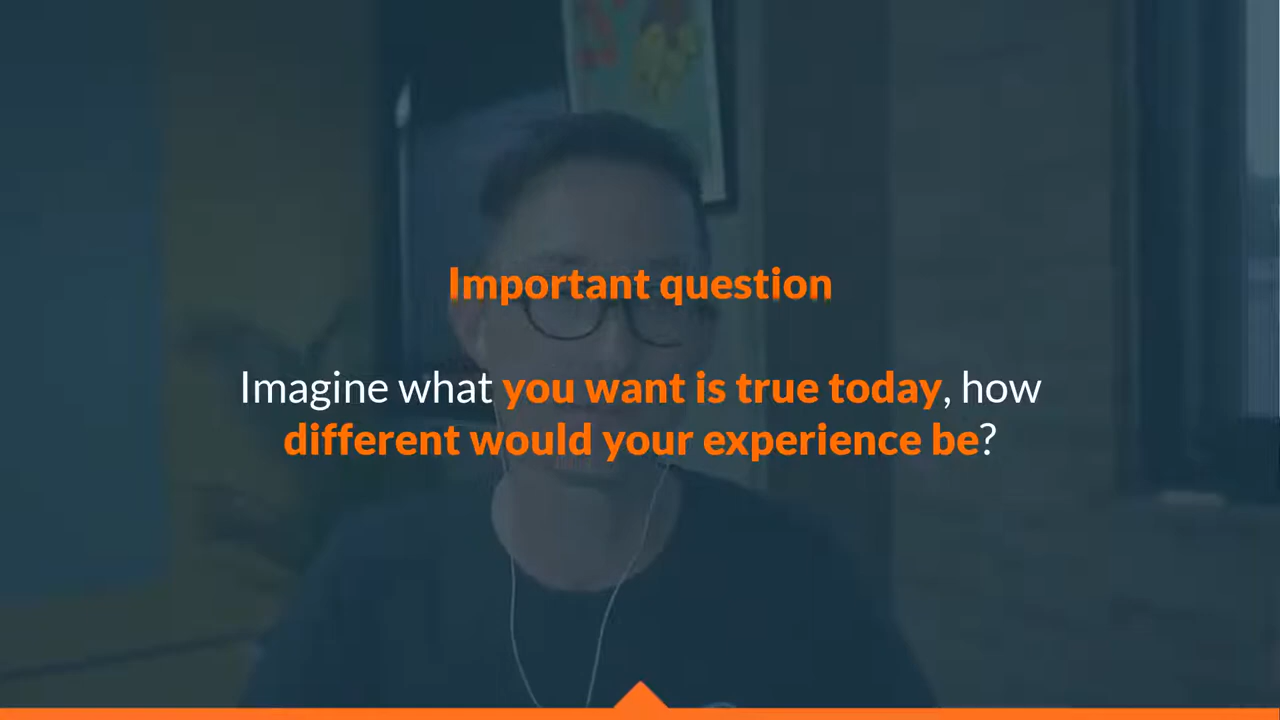 Important question
Imagine what you want is true today, how
different would your experience be?